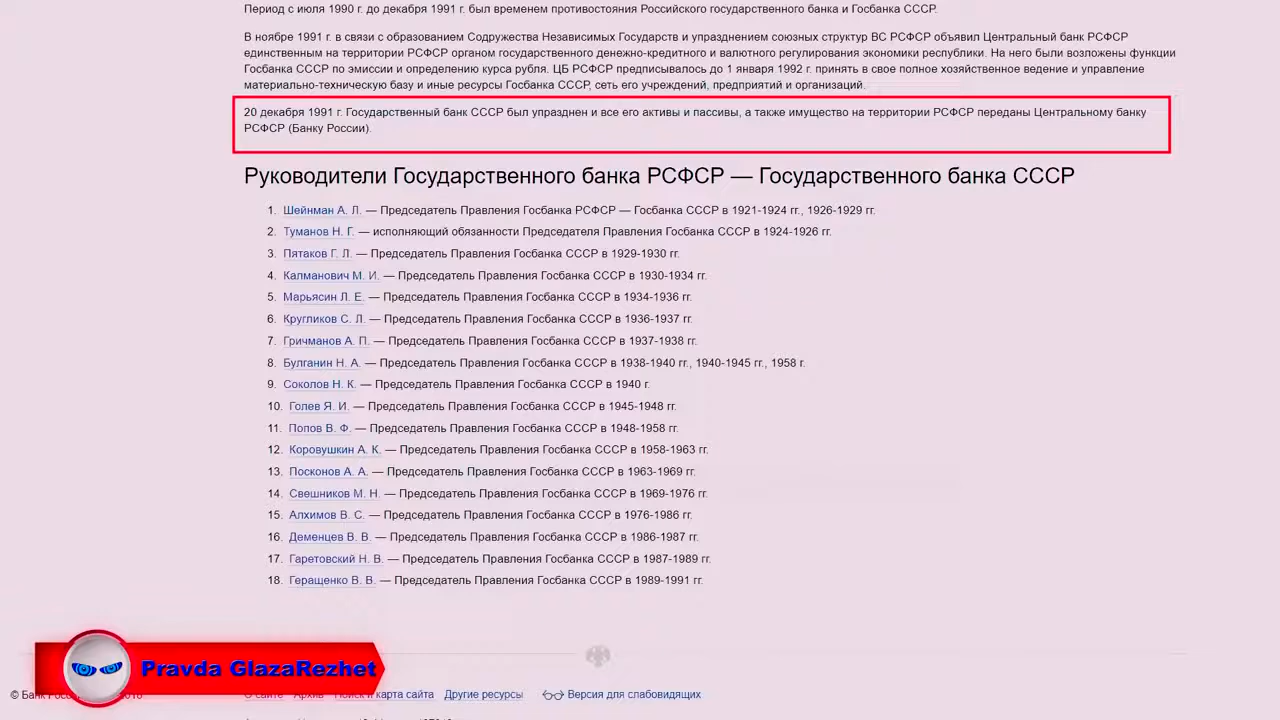 Период с июля 1990 г. до декабря 1991 г. был временем противостояния Российского государственного банка и Госбанка СССР.
В ноябре 1991 г. в связи с образованием Содружества Независимых Государств и упразднением союзных структур ВС РСФСР объявил Центральный банк РСФСР
единственным на территории РСФСР органом государственного денежно-кредитного и валютного регулирования экономики республики. На него были возложены функции
Госбанка СССР по эмиссии и определению курса рубля. ЦБ РСФСР предписывалось до 1 января 1992 г. принять в свое полное хозяйственное ведение и управление
материально-техническую базу и иные ресурсы Госбанка СССР, сеть его учреждений, предприятий и организаций.
20 декабря 1991 г. Государственный банк СССР был упразднен и все его активы и пассивы, а также имущество на территории РСФСР переданы Центральному банку
РСФСР (Банку России).
Руководители Государственного банка РСФСР — Государственного банка СССР
1. Шейнман А. Л. — Председатель Правления Госбанка РСФСР — Госбанка СССР в 1921-1924 гг., 1926-1929 гг.
2. Туманов Н. Г. — исполняющий обязанности Председателя Правления Госбанка СССР в 1924-1926 гг.
3. Пятаков Г. Л. — Председатель Правления Госбанка СССР в 1929-1930 гг.
4. Калманович М. И. — Председатель Правления Госбанка СССР в 1930-1934 гг.
5. Марьясин Л. Е. — Председатель Правления Госбанка СССР в 1934-1936 гг.
6. Кругликов С. Л. — Председатель Правления Госбанка СССР в 1936-1937 гг.
7. Гричманов А. П. — Председатель Правления Госбанка СССР в 1937-1938 гг.
8. Булганин Н. А. — Председатель Правления Госбанка СССР в 1938-1940 гг., 1940-1945 гг., 1958 г.
9. Соколов Н. К. — Председатель Правления Госбанка СССР в 1940 г.
10. Голев Я. И. — Председатель Правления Госбанка СССР в 1945-1948 гг.
11. Попов В. Ф. — Председатель Правления Госбанка СССР в 1948-1958 гг.
12. Коровушкин А. К. — Председатель Правления Госбанка СССР в 1958-1963 гг.
13. Посконов А. А. — Председатель Правления Госбанка СССР в 1963-1969 гг.
14. Свешников М. Н. — Председатель Правления Госбанка СССР в 1969-1976 гг.
15. Алхимов В. С. — Председатель Правления Госбанка СССР в 1976-1986 гг.
16. Деменцев В. В. — Председатель Правления Госбанка СССР в 1986-1987 гг.
17. Гаретовский Н. В. — Председатель Правления Госбанка СССР в 1987-1989 гг.
18. Геращенко В. В. — Председатель Правления Госбанка СССР в 1989-1991 гг.
Pravda GlazaRezhet
© Банк О сайте Архив Поиск и карта сайта Другие ресурсы Версия для слабовидящих